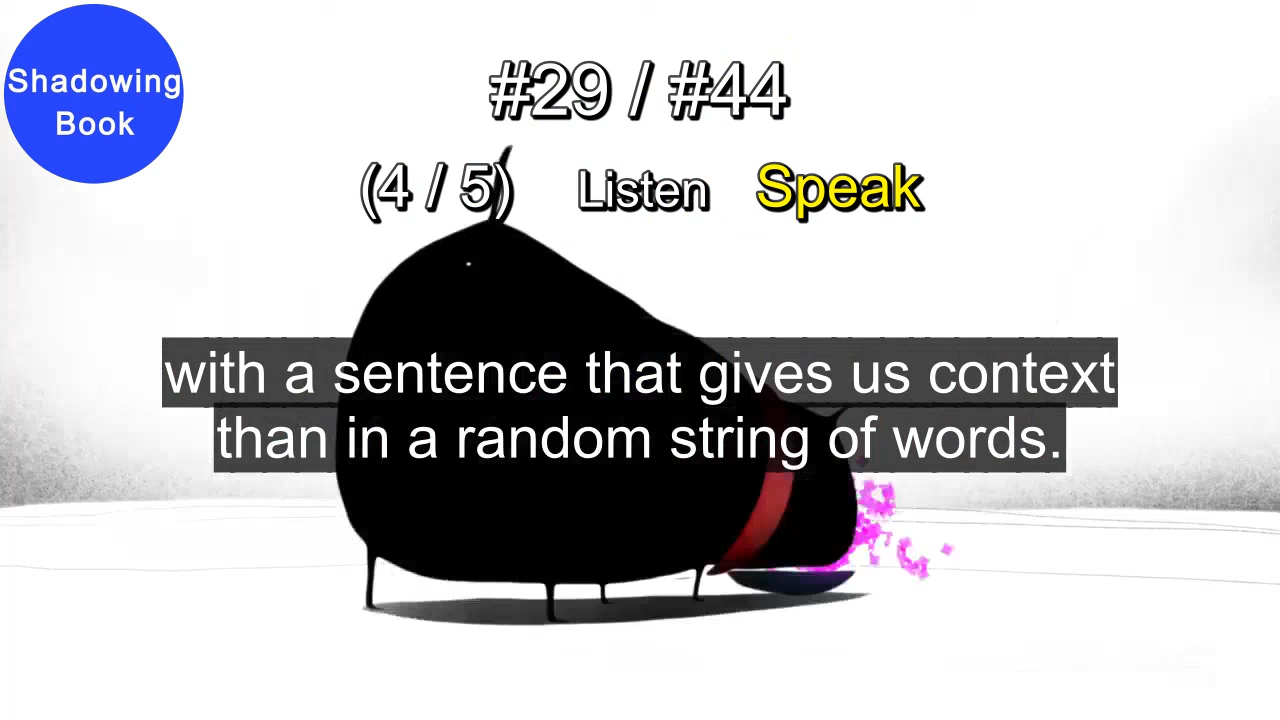 Shadowing
Book
#29 / #44
(4 / 5) Listen Speak
with a sentence that gives us context
than in a random string of words.